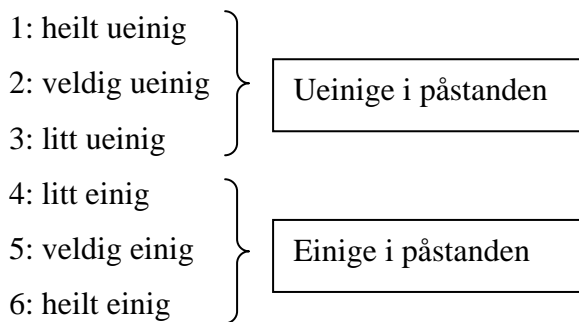 1: heilt ueinig
2: veldig ueinig
3: litt ueinig
Ueinige i påstanden
4: litt einig
5: veldig einig
6: heilt einig
Einige i påstanden